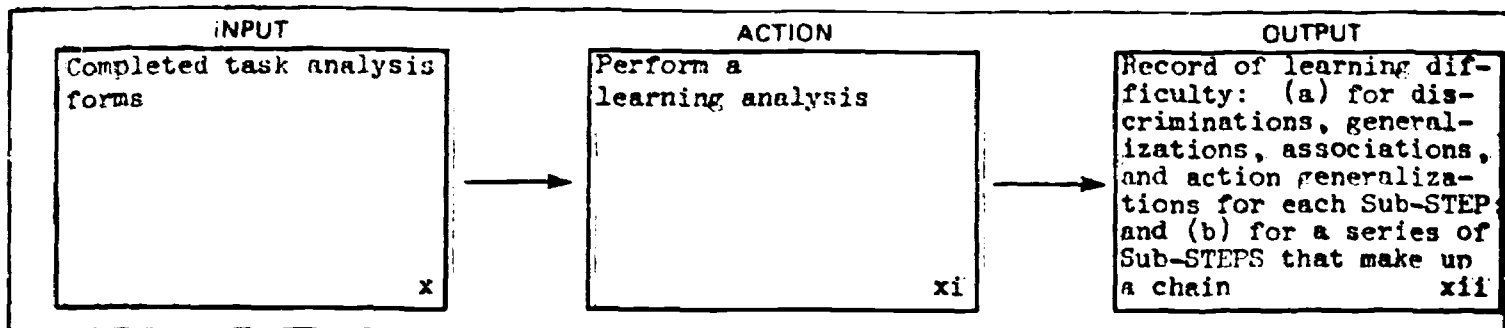 INPUT
Completed task analysis
forms
x
ACTION
Perform a
learning analysis
xi
OUTPUT
Record of learning dif-
ficulty: (a) for dis-
criminations, general-
izations, associations,
and action generaliza-
tions for each Sub-STEP
and (b) for a series of
Sub-STEPS that make up
a chain xii